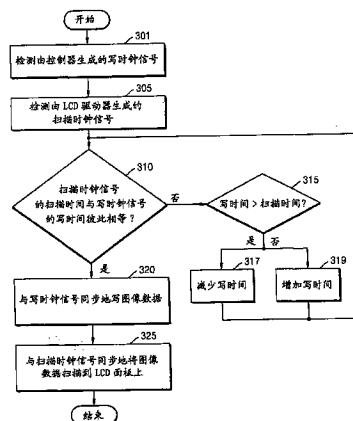 开始
301
检测由控制器生成的写时钟信号
305
检测由 LCD 驱动器生成的
扫描时钟信号
310
扫描时钟信号
的扫描时间与写时钟信号
的写时间彼此相等？
否
315
写时间 > 扫描时间？
是
否
317
减少写时间
319
增加写时间
是
320
与写时钟信号同步地写图像数据
325
与扫描时钟信号同步地将图像
数据扫描到 LCD 面板上
结束